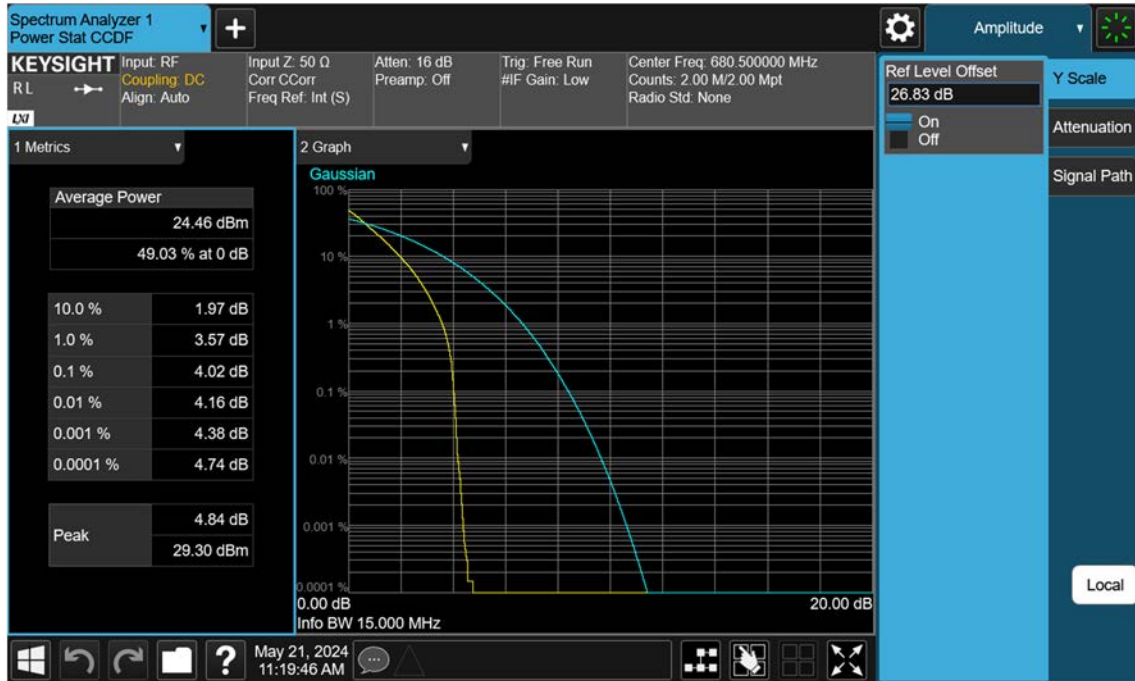 Spectrum Analyzer 1
Power Stat CCDF
Amplitude
KEYSIGHT
R L
LXI
Input: RF
Coupling: DC
Align: Auto
Input Z: 50 Ω
Corr CCorr
Freq Ref: Int (S)
Atten: 16 dB
Preamp: Off
Trig: Free Run
#IF Gain: Low
Center Freq: 680.500000 MHz
Counts: 2.00 M/2.00 Mpt
Radio Std: None
Ref Level Offset
26.83 dB
On
Off
Y Scale
Attenuation
Signal Path
1 Metrics
Average Power
24.46 dBm
49.03 % at 0 dB
10.0 % 1.97 dB
1.0 % 3.57 dB
0.1 % 4.02 dB
0.01 % 4.16 dB
0.001 % 4.38 dB
0.0001 % 4.74 dB
Peak
4.84 dB
29.30 dBm
2 Graph
Gaussian
100 %
10 %
1 %
0.1 %
0.01 %
0.001 %
0.0001 %
0.00 dB 20.00 dB
Info BW 15.000 MHz
Local
?
May 21, 2024
11:19:46 AM